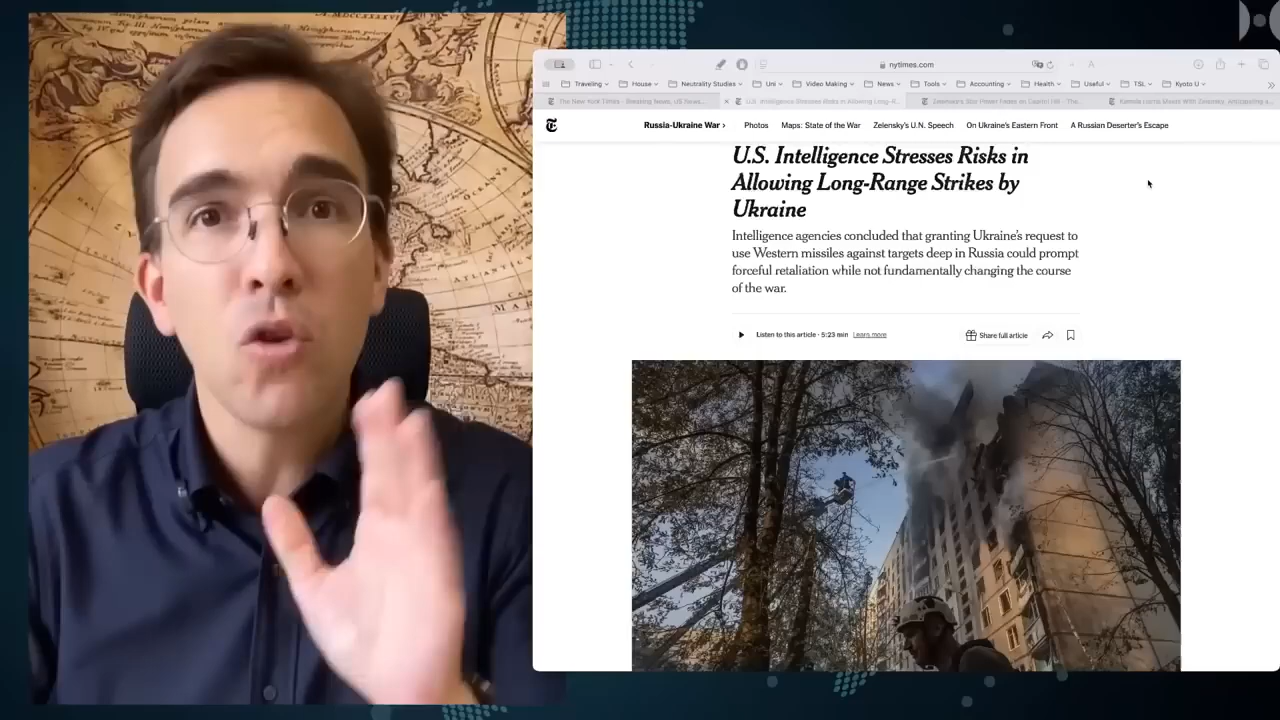 nytimes.com
Traveling House Neutrality Studies Uni Video Making News Tools Accounting Health Useful TSL Kyoto U
The New York Times - Breaking News, US News... U.S. Intelligence Stresses Risks in Allowing Long-R... Zelensky's Star Power Fades on Capitol Hill - The... Kamala Harris Meets With Zelensky,
Russia-Ukraine War Photos Maps: State of the War Zelensky's U.N. Speech On Ukraine's Eastern Front A Russian Deserter's Escape
U.S. Intelligence Stresses Risks in
Allowing Long-Range Strikes by
Ukraine
Intelligence agencies concluded that granting Ukraine's request to
use Western missiles against targets deep in Russia could prompt
forceful retaliation while not fundamentally changing the course
of the war.
Listen to this article · 5:23 min Learn more Share full article